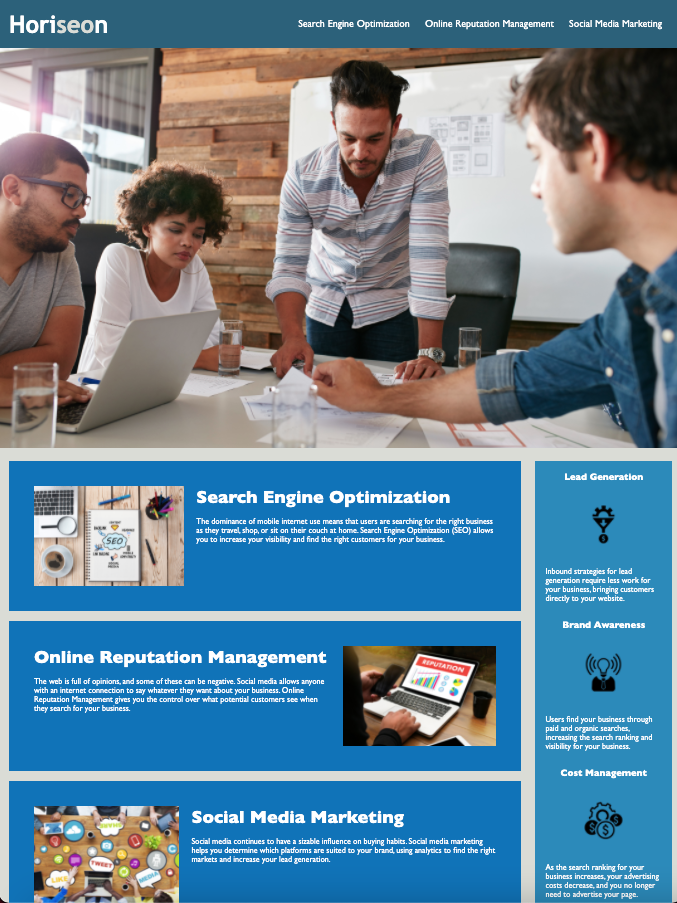 Horiseon
Search Engine Optimization
Online Reputation Management
Social Media Marketing
Search Engine Optimization
The dominance of mobile internet use means that users are searching for the right business
as they travel, shop, or sit on their couch at home. Search Engine Optimization (SEO) allows
you to increase your visibility and find the right customers for your business.
SEO
Online Reputation Management
The web is full of opinions, and some of these can be negative. Social media allows anyone
with an internet connection to say whatever they want about your business. Online
Reputation Management gives you the control over what potential customers see when
they search for your business.
REPUTATION
Social Media Marketing
Social media continues to have a sizable influence on buying habits. Social media marketing
helps you determine which platforms are suited to your brand, using analytics to find the right
markets and increase your lead generation.
TWEET
LIKE
MEDIA
Lead Generation
Inbound strategies for lead
generation require less work for
your business, bringing customers
directly to your website.
Brand Awareness
Users find your business through
paid and organic searches,
increasing the search ranking and
visibility for your business.
Cost Management
As the search ranking for your
business increases, your advertising
costs decrease, and you no longer
need to advertise your page.